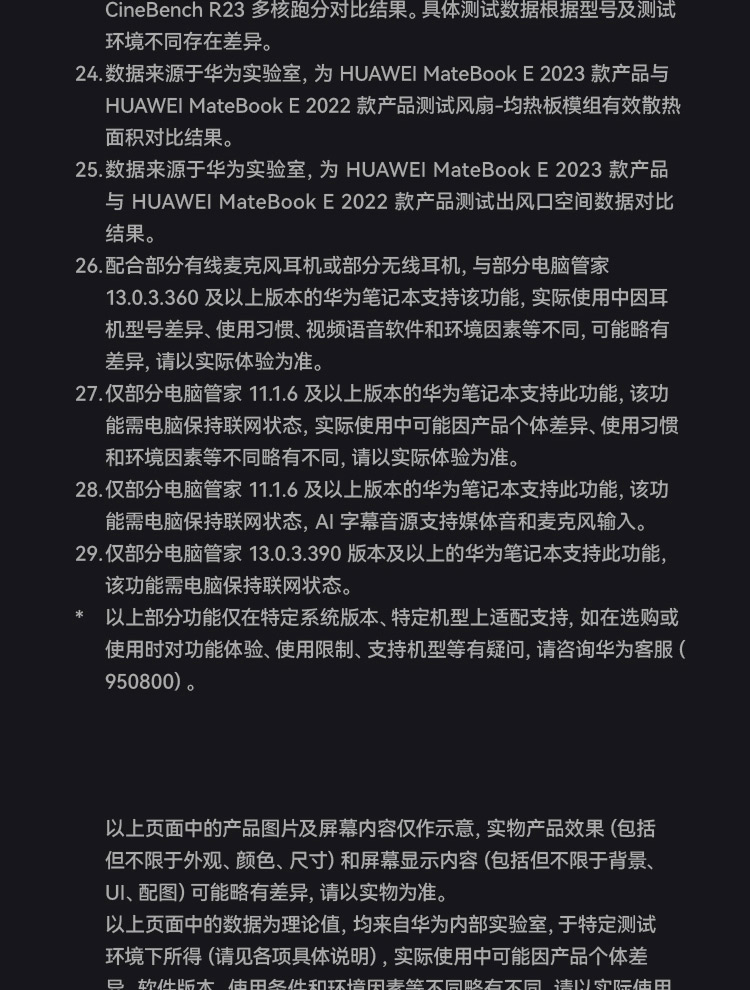 CineBench R23 多核跑分对比结果。具体测试数据根据型号及测试
环境不同存在差异。
24.数据来源于华为实验室, 为 HUAWEI MateBook E 2023 款产品与
HUAWEI MateBook E 2022 款产品测试风扇-均热板模组有效散热
面积对比结果。
25.数据来源于华为实验室, 为 HUAWEI MateBook E 2023 款产品
与 HUAWEI MateBook E 2022 款产品测试出风口空间数据对比
结果。
26.配合部分有线麦克风耳机或部分无线耳机, 与部分电脑管家
13.0.3.360 及以上版本的华为笔记本支持该功能, 实际使用中因耳
机型号差异、使用习惯、视频语音软件和环境因素等不同, 可能略有
差异, 请以实际体验为准。
27.仅部分电脑管家 11.1.6 及以上版本的华为笔记本支持此功能, 该功
能需电脑保持联网状态, 实际使用中可能因产品个体差异、使用习惯
和环境因素等不同略有不同, 请以实际体验为准。
28.仅部分电脑管家 11.1.6 及以上版本的华为笔记本支持此功能, 该功
能需电脑保持联网状态, AI 字幕音源支持媒体音和麦克风输入。
29.仅部分电脑管家 13.0.3.390 版本及以上的华为笔记本支持此功能,
该功能需电脑保持联网状态。
* 以上部分功能仅在特定系统版本、特定机型上适配支持, 如在选购或
使用时对功能体验、使用限制、支持机型等有疑问, 请咨询华为客服 (
950800) 。
以上页面中的产品图片及屏幕内容仅作示意, 实物产品效果 (包括
但不限于外观、颜色、尺寸) 和屏幕显示内容 (包括但不限于背景、
UI、配图) 可能略有差异, 请以实物为准。
以上页面中的数据为理论值, 均来自华为内部实验室, 于特定测试
环境下所得 (请见各项具体说明) , 实际使用中可能因产品个体差
异、软件版本、使用条件和环境因素等不同略有不同, 请以实际使用